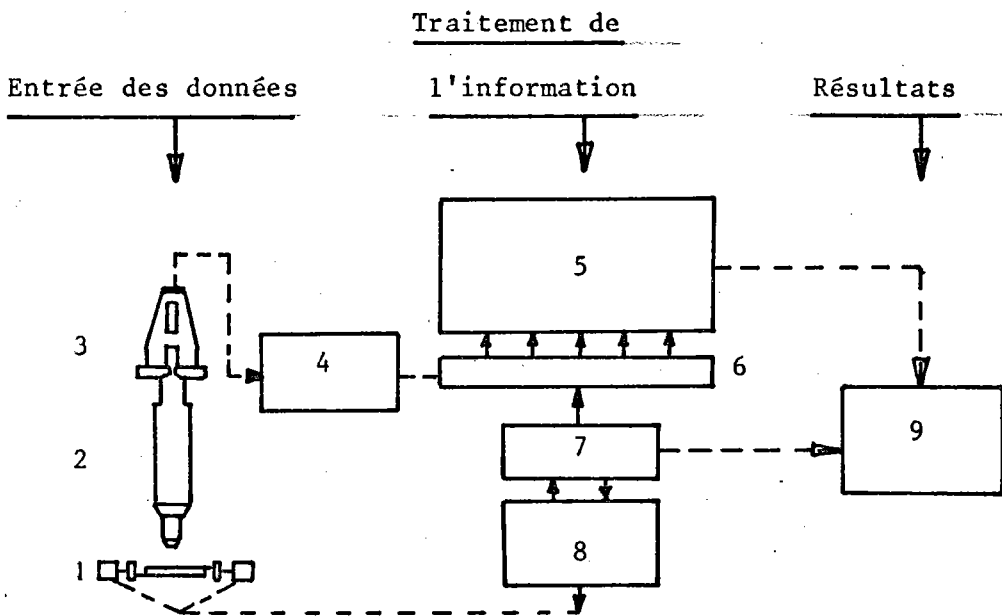 Traitement de
Entrée des données
l'information
Résultats
5
3
4
6
7
9
2
8
1